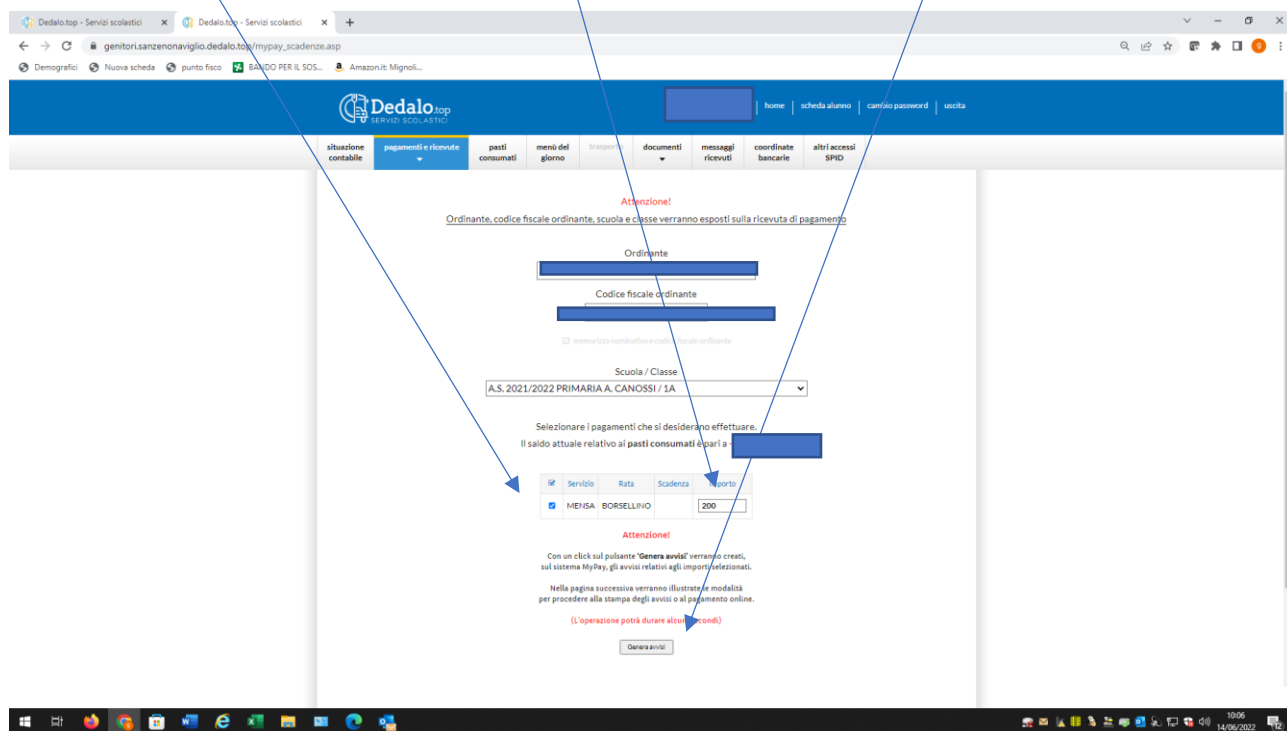 Dedalo.top - Servizi scolastici
Dedalo.top - Servizi scolastici
genitori.sanzenonaviglio.dedalo.top/mypay_scadenze.asp
Demografici Nuova scheda punto fisco BANDO PER IL SOS... Amazon.it: Mignoli...
Dedalo.top
SERVIZI SCOLASTICI
home | scheda alunno | cambio password | uscita
situazione contabile
pagamenti e ricevute
pasti consumati
menù del giorno
trasporto
documenti
messaggi ricevuti
coordinate bancarie
altri accessi SPID
Attenzione!
Ordinante, codice fiscale ordinante, scuola e classe verranno esposti sulla ricevuta di pagamento
Ordinante
Codice fiscale ordinante
memorizza nominativo e codice fiscale ordinante
Scuola / Classe
A.S. 2021/2022 PRIMARIA A. CANOSSI / 1A
Selezionare i pagamenti che si desiderano effettuare.
Il saldo attuale relativo ai pasti consumati è pari a -
Servizio Rata Scadenza Importo
MENSA BORSELLINO 200
Attenzione!
Con un click sul pulsante "Genera avvisi" verranno creati,
sul sistema MyPay, gli avvisi relativi agli importi selezionati.
Nella pagina successiva verranno illustrate le modalità
per procedere alla stampa degli avvisi o al pagamento online.
(L'operazione potrà durare alcuni secondi)
Genera avvisi
10:06
14/06/2022